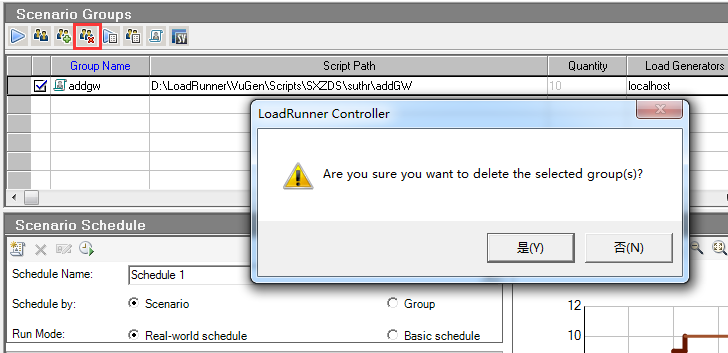 Scenario Groups
SV
Group Name Script Path Quantity Load Generators
addgw D:\LoadRunner\VuGen\Scripts\SXZDS\suthr\addGW 10 localhost
LoadRunner Controller
Are you sure you want to delete the selected group(s)?
是(Y) 否(N)
Scenario Schedule
Schedule Name: Schedule 1
Schedule by: Scenario Group
Run Mode: Real-world schedule Basic schedule
12
10